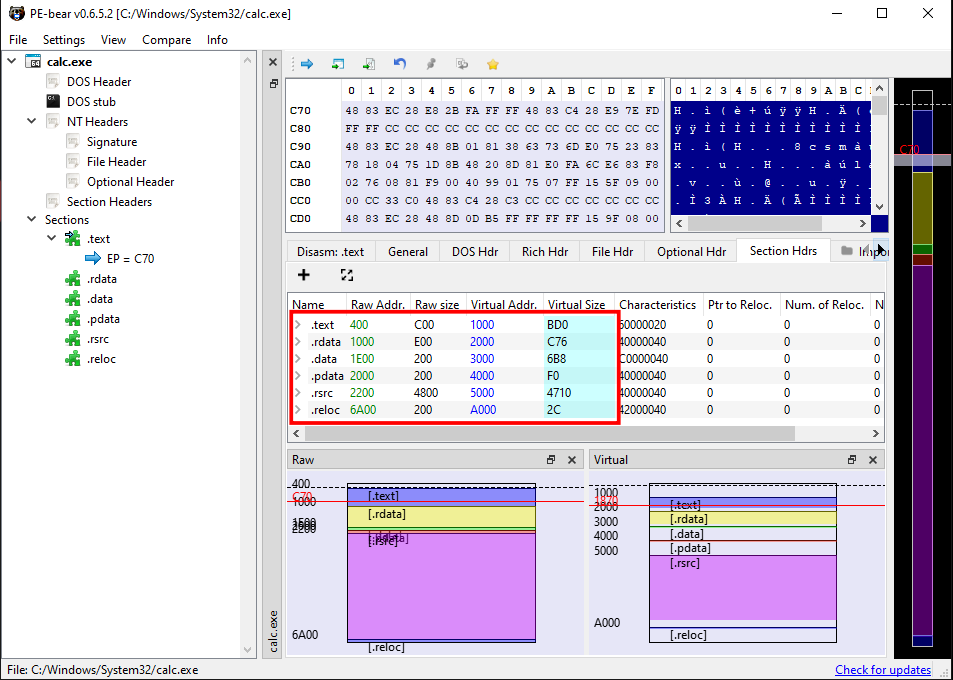 PE-bear v0.6.5.2 [C:/Windows/System32/calc.exe]
File Settings View Compare Info
calc.exe
DOS Header
DOS stub
NT Headers
Signature
File Header
Optional Header
Section Headers
Sections
.text
EP = C70
.rdata
.data
.pdata
.rsrc
.reloc
calc.exe
0 1 2 3 4 5 6 7 8 9 A B C D E F
C70 48 83 EC 28 E8 2B FA FF FF 48 83 C4 28 E9 7E FD
C80 FF FF CC CC CC CC CC CC CC CC CC CC CC CC CC CC
C90 48 83 EC 28 48 8B 01 81 38 63 73 6D E0 75 23 83
CA0 78 18 04 75 1D 8B 48 20 8D 81 E0 FA 6C E6 83 F8
CB0 02 76 08 81 F9 00 40 99 01 75 07 FF 15 5F 09 00
CC0 00 CC 33 C0 48 83 C4 28 C3 CC CC CC CC CC CC CC
CD0 48 83 EC 28 48 8D 0D B5 FF FF FF FF 15 9F 08 00
0 1 2 3 4 5 6 7 8 9 A B C
H . ì ( è + ú ÿ ÿ H . Ä (
ÿ ÿ Ì Ì Ì Ì Ì Ì Ì Ì Ì Ì Ì
H . ì ( H . . . 8 c s m à
x . . u . . H . . à ú l
. v . . ù . @ . . u . ÿ .
. Ì 3 À H . Ä ( Ã Ì Ì Ì Ì
C70
Disasm: .text General DOS Hdr Rich Hdr File Hdr Optional Hdr Section Hdrs
Name Raw Addr. Raw size Virtual Addr. Virtual Size Characteristics Ptr to Reloc. Num. of Reloc. N
.text 400 C00 1000 BD0 60000020 0 0 0
.rdata 1000 E00 2000 C76 40000040 0 0 0
.data 1E00 200 3000 6B8 C0000040 0 0 0
.pdata 2000 200 4000 F0 40000040 0 0 0
.rsrc 2200 4800 5000 4710 40000040 0 0 0
.reloc 6A00 200 A000 2C 42000040 0 0 0
Raw
400
C70
1000
2200
6A00
[.text]
[.rdata]
[.rsrc]
[.reloc]
Virtual
1000
2000
3000
4000
5000
A000
[.text]
[.rdata]
[.data]
[.pdata]
[.rsrc]
[.reloc]
File: C:/Windows/System32/calc.exe
Check for updates